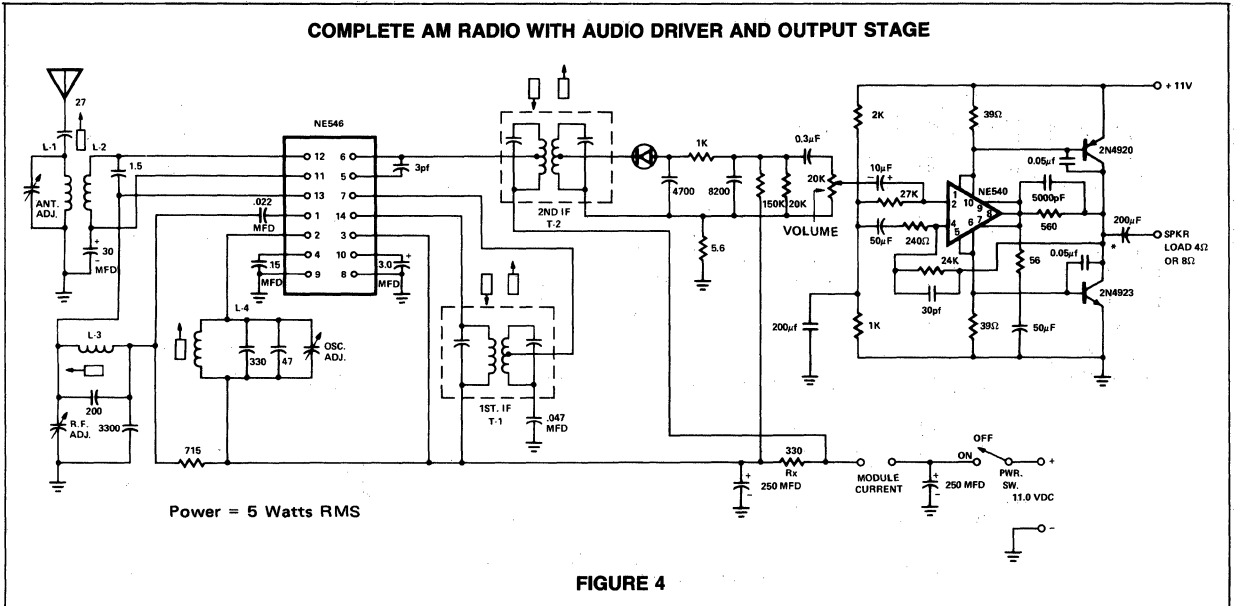 COMPLETE AM RADIO WITH AUDIO DRIVER AND OUTPUT STAGE
27
L-1
L-2
ANT.
ADJ.
1.5
+
30
−
MFD
NE546
12
11
13
1
2
4
9
6
5
7
14
3
10
8
.022
MFD
.15
MFD
3.0
+
MFD
3pf
L-3
200
R.F.
ADJ.
3300
715
L-4
330
47
OSC.
ADJ.
2ND IF
T-2
1ST. IF
T-1
.047
MFD
1K
4700
8200
150K
20K
0.3µF
20K
VOLUME
5.6
2K
10µF
− +
27K
50µF
240Ω
24K
30pf
200µf
1K
39Ω
NE540
1
2
4
5
10
9
8
7
6
39Ω
0.05µf
5000pF
560
56
50µF
0.05µf
2N4920
2N4923
+ 11V
200µF
*
SPKR
LOAD 4Ω
OR 8Ω
330
Rx
+
250 MFD
−
MODULE
CURRENT
+
250 MFD
−
OFF
ON
PWR.
SW.
+
11.0 VDC
−
Power = 5 Watts RMS
FIGURE 4